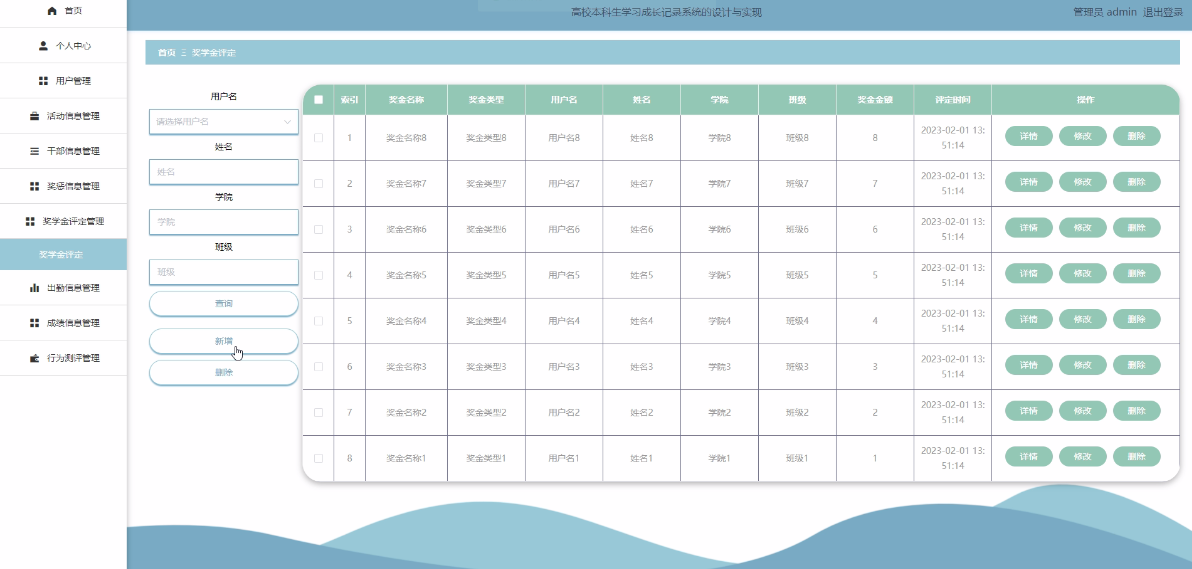 高校本科生学习成长记录系统的设计与实现
管理员 admin 退出登录
首页
个人中心
用户管理
活动信息管理
干部信息管理
奖惩信息管理
奖学金评定管理
奖学金评定
出勤信息管理
成绩信息管理
行为测评管理
首页 Ξ 奖学金评定
用户名
请选择用户名
姓名
姓名
学院
学院
班级
班级
查询
新增
删除
索引 奖金名称 奖金类型 用户名 姓名 学院 班级 奖金金额 评定时间 操作
1 奖金名称8 奖金类型8 用户名8 姓名8 学院8 班级8 8 2023-02-01 13:51:14 详情 修改 删除
2 奖金名称7 奖金类型7 用户名7 姓名7 学院7 班级7 7 2023-02-01 13:51:14 详情 修改 删除
3 奖金名称6 奖金类型6 用户名6 姓名6 学院6 班级6 6 2023-02-01 13:51:14 详情 修改 删除
4 奖金名称5 奖金类型5 用户名5 姓名5 学院5 班级5 5 2023-02-01 13:51:14 详情 修改 删除
5 奖金名称4 奖金类型4 用户名4 姓名4 学院4 班级4 4 2023-02-01 13:51:14 详情 修改 删除
6 奖金名称3 奖金类型3 用户名3 姓名3 学院3 班级3 3 2023-02-01 13:51:14 详情 修改 删除
7 奖金名称2 奖金类型2 用户名2 姓名2 学院2 班级2 2 2023-02-01 13:51:14 详情 修改 删除
8 奖金名称1 奖金类型1 用户名1 姓名1 学院1 班级1 1 2023-02-01 13:51:14 详情 修改 删除